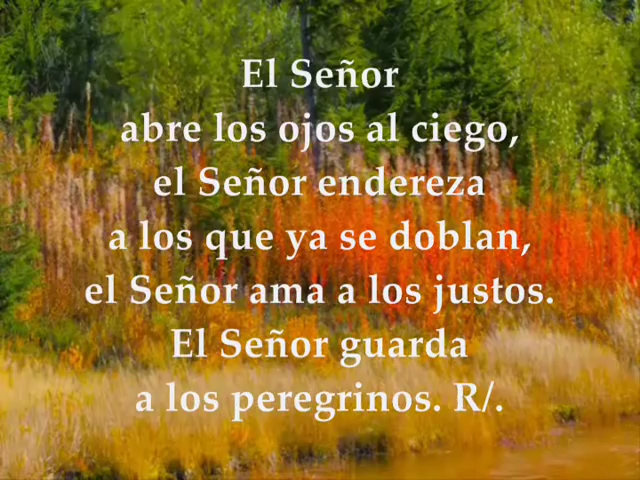 El Señor
abre los ojos al ciego,
el Señor endereza
a los que ya se doblan,
el Señor ama a los justos.
El Señor guarda
a los peregrinos. R/.